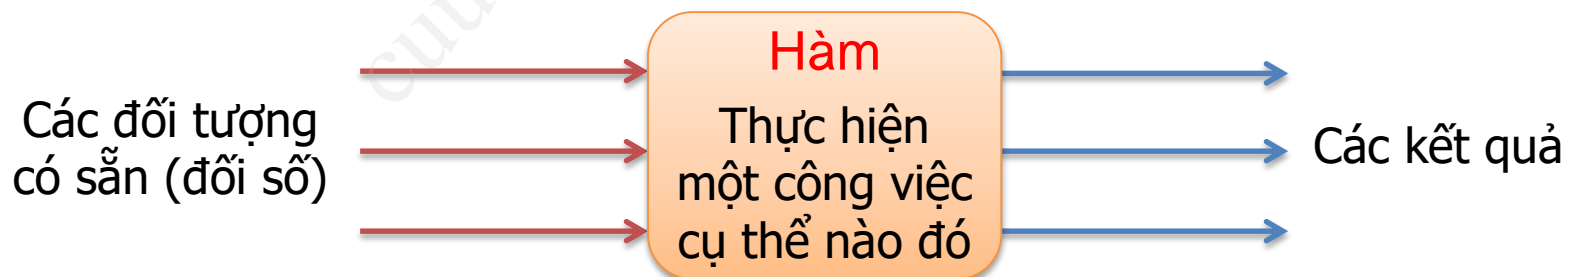 Các đối tượng
có sẵn (đối số)
Hàm
Thực hiện
một công việc
cụ thể nào đó
Các kết quả
cuu